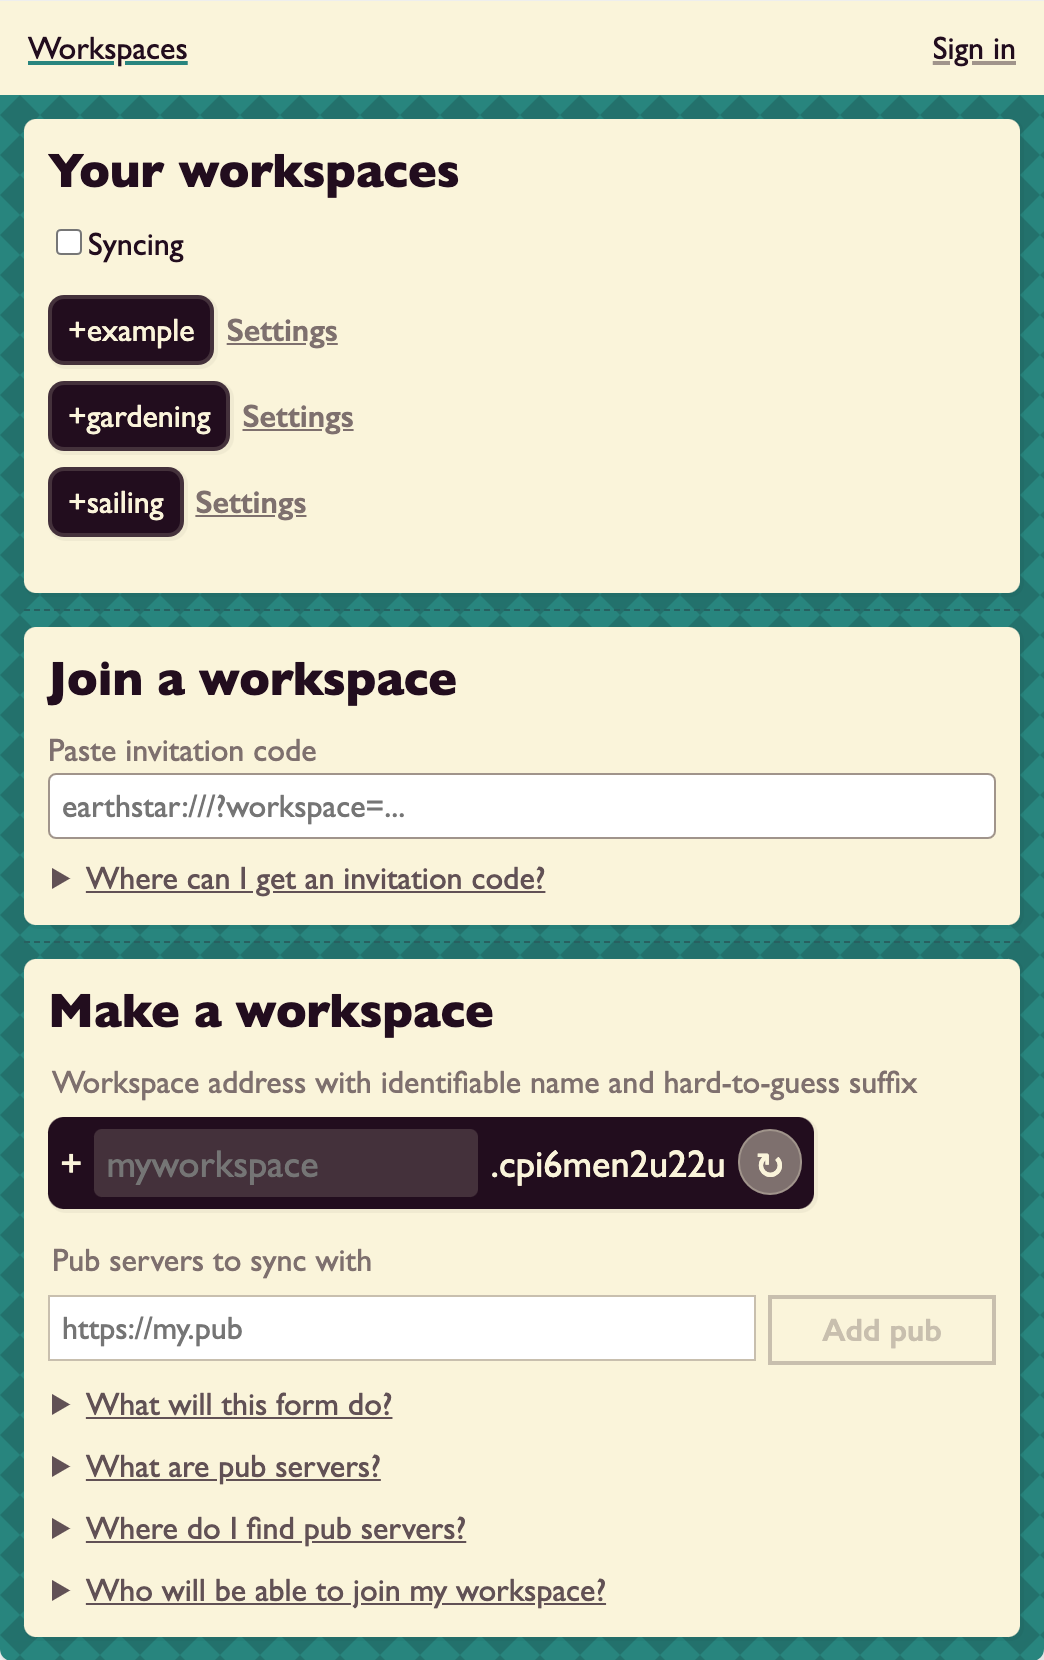 Workspaces Sign in
Your workspaces
Syncing
+example Settings
+gardening Settings
+sailing Settings
Join a workspace
Paste invitation code
earthstar:///?workspace=...
Where can I get an invitation code?
Make a workspace
Workspace address with identifiable name and hard-to-guess suffix
+ myworkspace .cpi6men2u22u ↻
Pub servers to sync with
https://my.pub Add pub
What will this form do?
What are pub servers?
Where do I find pub servers?
Who will be able to join my workspace?